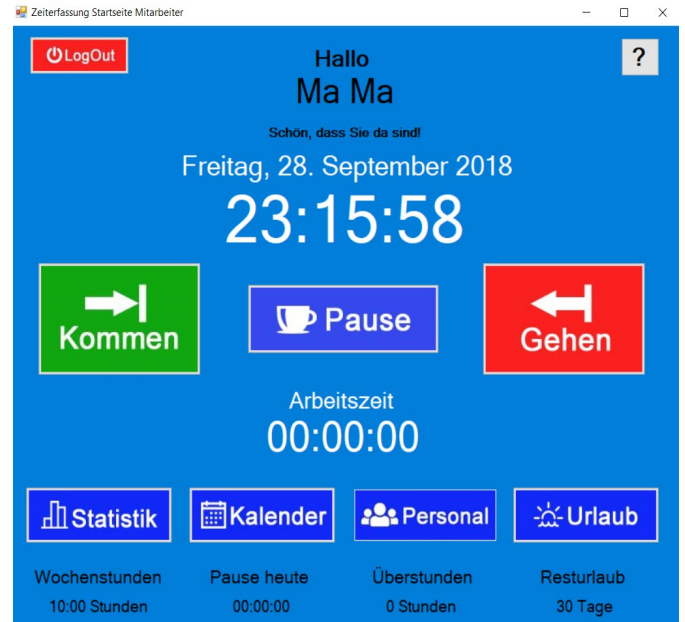 Zeiterfassung Startseite Mitarbeiter
LogOut
?
Hallo
Ma Ma
Schön, dass Sie da sind!
Freitag, 28. September 2018
23:15:58
Kommen
Pause
Gehen
Arbeitszeit
00:00:00
Statistik
Kalender
Personal
Urlaub
Wochenstunden
Pause heute
Überstunden
Resturlaub
10:00 Stunden
00:00:00
0 Stunden
30 Tage